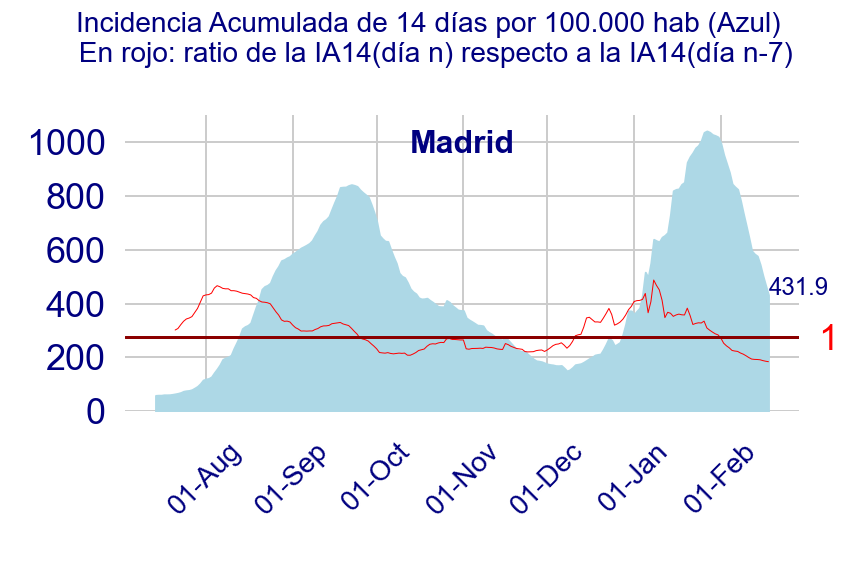 Incidencia Acumulada de 14 días por 100.000 hab (Azul)
En rojo: ratio de la IA14(día n) respecto a la IA14(día n-7)
Madrid
1000
800
600
400
200
0
431.9
1
01-Aug
01-Sep
01-Oct
01-Nov
01-Dec
01-Jan
01-Feb